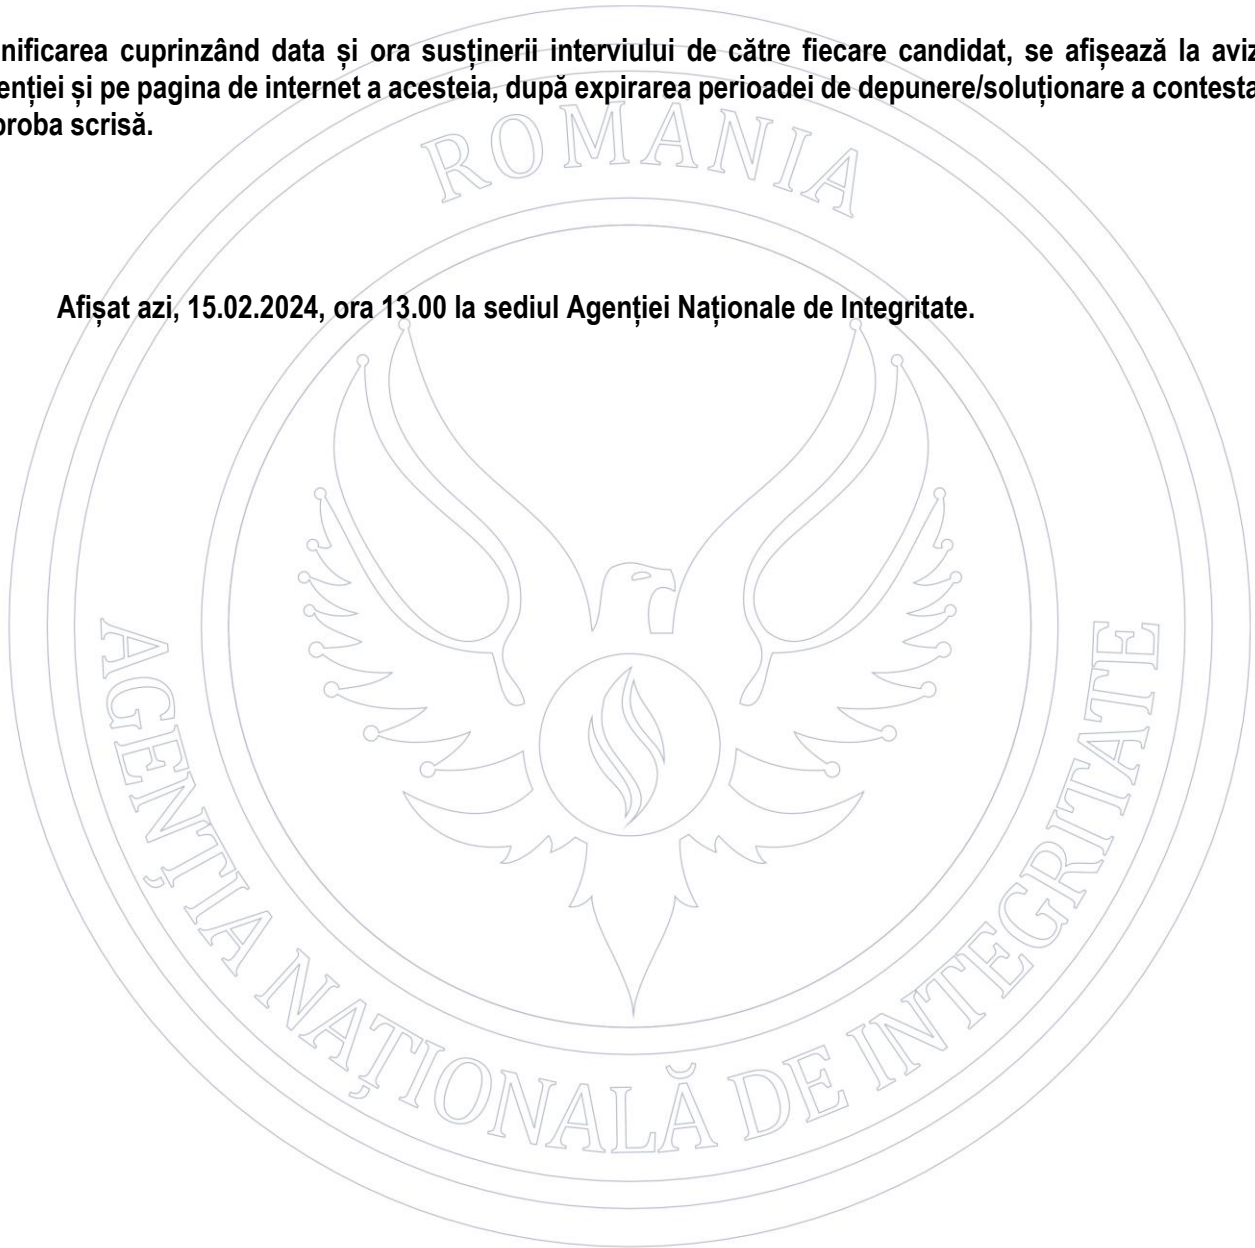 nificarea cuprinzând data și ora susținerii interviului de către fiecare candidat, se afișează la aviz
enției și pe pagina de internet a acesteia, după expirarea perioadei de depunere/soluționare a contesta
proba scrisă.
ROMANIA
Afișat azi, 15.02.2024, ora 13.00 la sediul Agenției Naționale de Integritate.
AGENȚIA NAȚIONALĂ DE INTEGRITATE